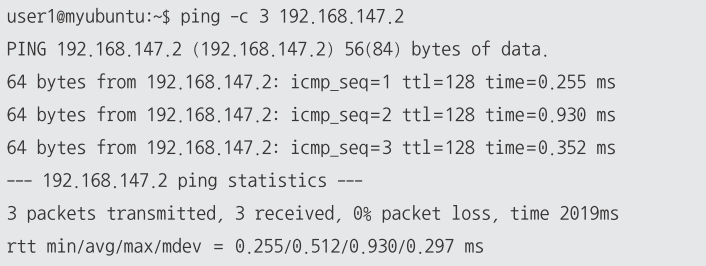 user1@myubuntu:~$ ping -c 3 192.168.147.2
PING 192.168.147.2 (192.168.147.2) 56(84) bytes of data.
64 bytes from 192.168.147.2: icmp_seq=1 ttl=128 time=0.255 ms
64 bytes from 192.168.147.2: icmp_seq=2 ttl=128 time=0.930 ms
64 bytes from 192.168.147.2: icmp_seq=3 ttl=128 time=0.352 ms
--- 192.168.147.2 ping statistics ---
3 packets transmitted, 3 received, 0% packet loss, time 2019ms
rtt min/avg/max/mdev = 0.255/0.512/0.930/0.297 ms